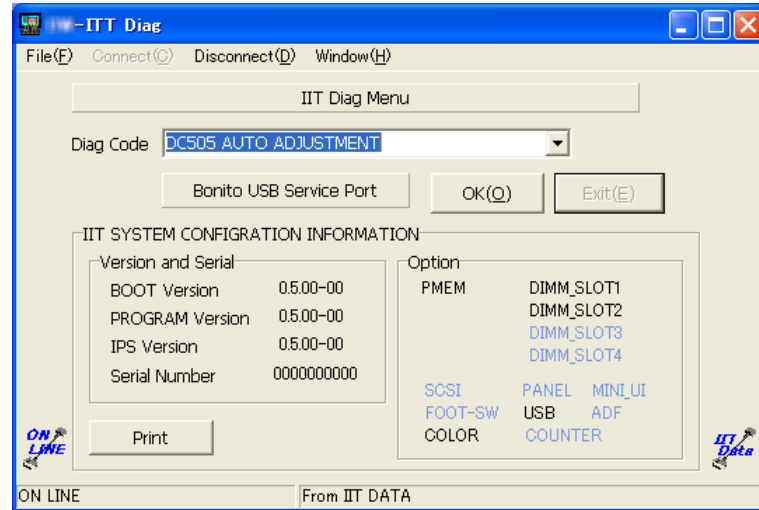 -ITT Diag
File(F) Connect(C) Disconnect(D) Window(H)
IIT Diag Menu
Diag Code DC505 AUTO ADJUSTMENT
Bonito USB Service Port OK(O) Exit(E)
IIT SYSTEM CONFIGRATION INFORMATION
Version and Serial
BOOT Version 0.5.00-00
PROGRAM Version 0.5.00-00
IPS Version 0.5.00-00
Serial Number 0000000000
Print
Option
PMEM DIMM_SLOT1
DIMM_SLOT2
DIMM_SLOT3
DIMM_SLOT4
SCSI PANEL MINI_UI
FOOT-SW USB ADF
COLOR COUNTER
ON LINE
IIT Data
ON LINE From IIT DATA